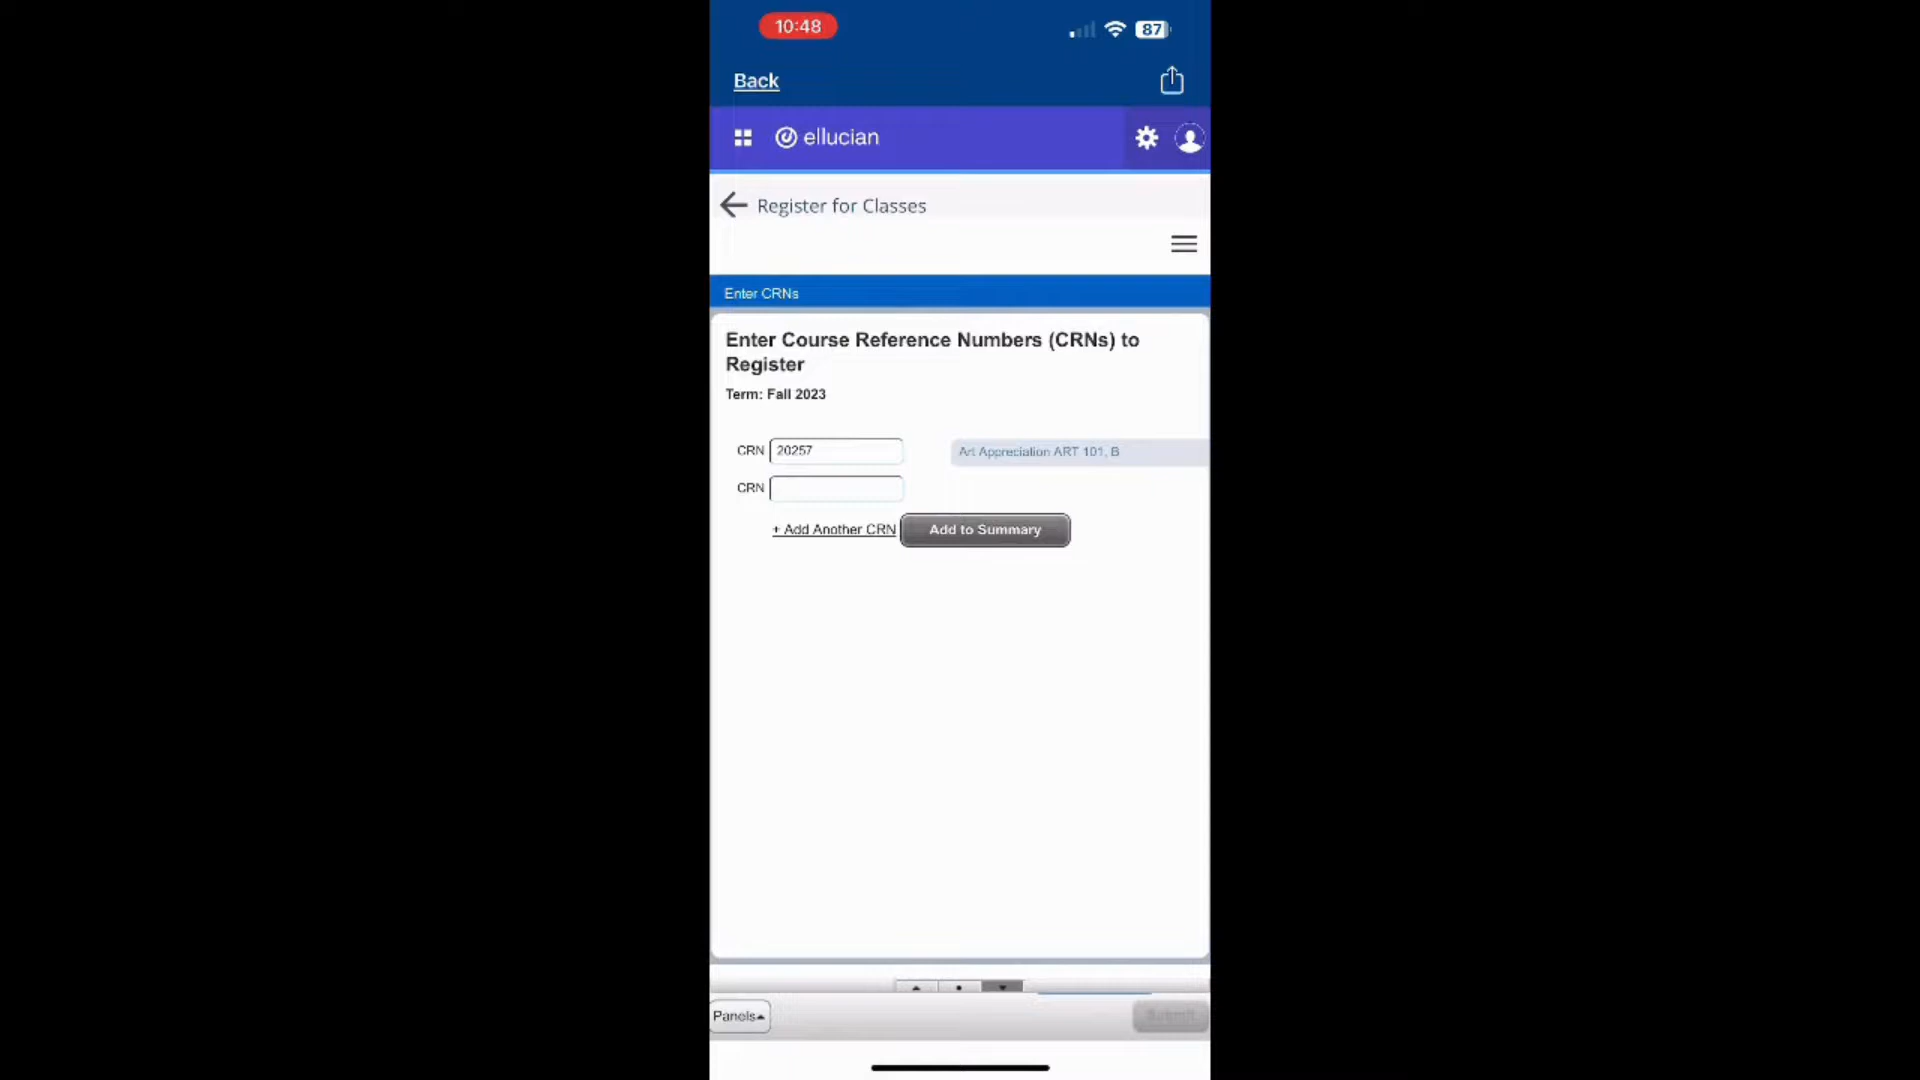 10:48
87
Back
ellucian
Register for Classes
Enter CRNs
Enter Course Reference Numbers (CRNs) to
Register
Term: Fall 2023
CRN 20257 Art Appreciation ART 101, B
CRN
+ Add Another CRN Add to Summary
Panels Submit